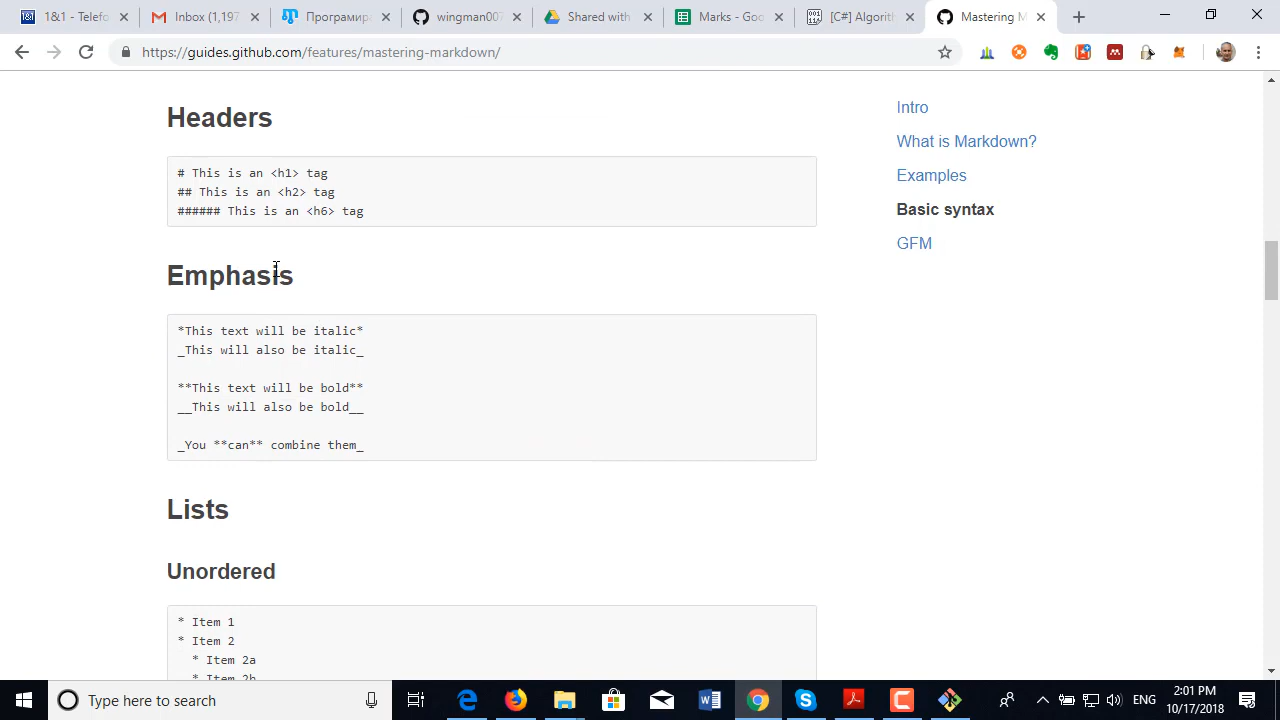 1&1 - Telefo
Inbox (1,197
Програмира
wingman007
Shared with
Marks - Goo
[C#] Algorith
Mastering M
https://guides.github.com/features/mastering-markdown/
Headers
# This is an <h1> tag
## This is an <h2> tag
###### This is an <h6> tag
Emphasis
*This text will be italic*
_This will also be italic_
**This text will be bold**
__This will also be bold__
_You **can** combine them_
Lists
Unordered
* Item 1
* Item 2
* Item 2a
* Item 2b
Intro
What is Markdown?
Examples
Basic syntax
GFM
Type here to search
ENG
2:01 PM
10/17/2018